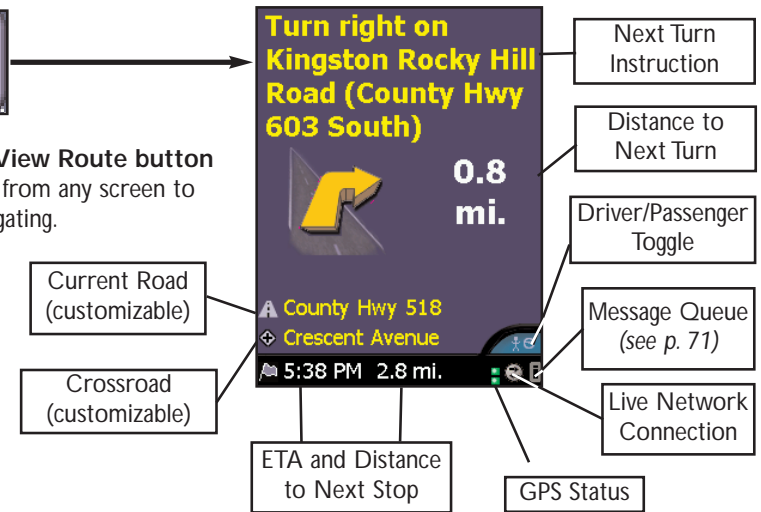 Turn right on
Kingston Rocky Hill
Road (County Hwy
603 South)
0.8
mi.
County Hwy 518
Crescent Avenue
5:38 PM 2.8 mi.
View Route button
from any screen to
gating.
Current Road
(customizable)
Crossroad
(customizable)
ETA and Distance
to Next Stop
GPS Status
Next Turn
Instruction
Distance to
Next Turn
Driver/Passenger
Toggle
Message Queue
(see p. 71)
Live Network
Connection